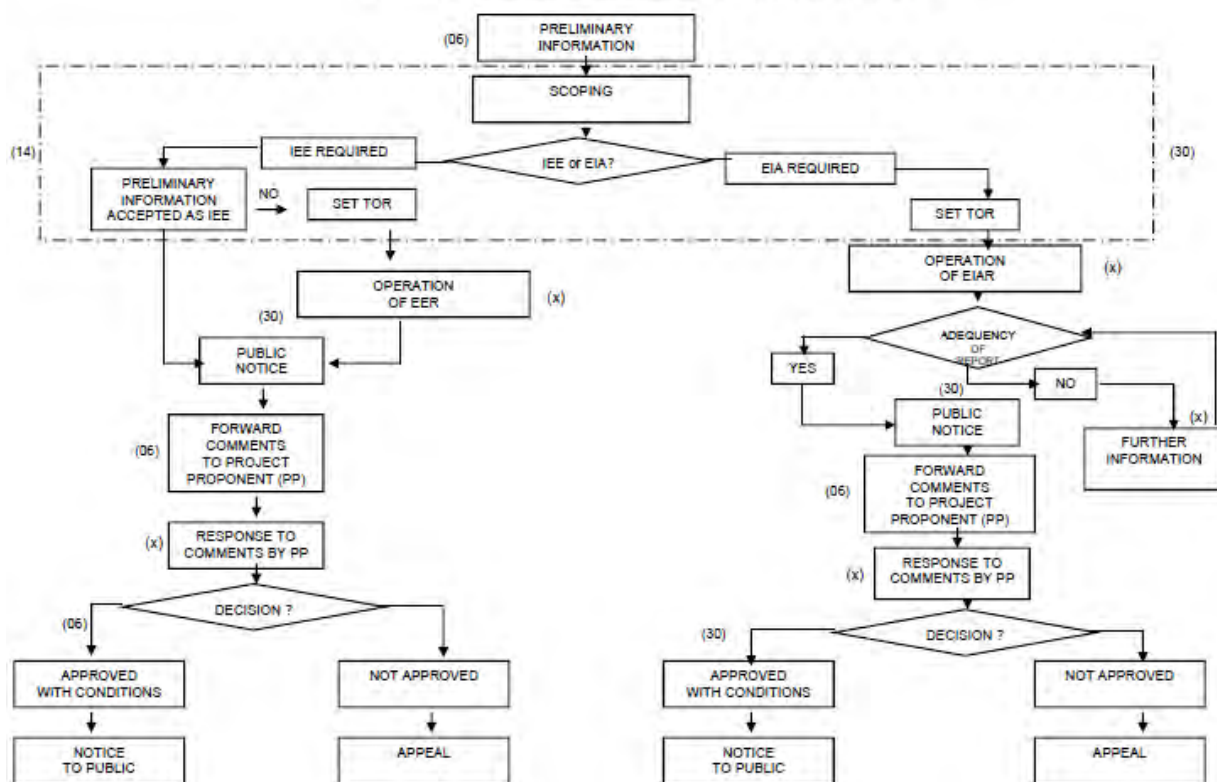 (06)
PRELIMINARY
INFORMATION
SCOPING
(14)
IEE REQUIRED
IEE or EIA?
EIA REQUIRED
(30)
PRELIMINARY
INFORMATION
ACCEPTED AS IEE
NO
SET TOR
SET TOR
OPERATION
OF EER
(x)
OPERATION
OF EIAR
(x)
(30)
PUBLIC
NOTICE
ADEQUENCY
OF
REPORT
YES
NO
(30)
PUBLIC
NOTICE
(x)
FURTHER
INFORMATION
(06)
FORWARD
COMMENTS
TO PROJECT
PROPONENT (PP)
(06)
FORWARD
COMMENTS
TO PROJECT
PROPONENT (PP)
(x)
RESPONSE TO
COMMENTS BY PP
(x)
RESPONSE TO
COMMENTS BY PP
DECISION ?
(06)
DECISION ?
(30)
APPROVED
WITH CONDITIONS
NOT APPROVED
APPROVED
WITH CONDITIONS
NOT APPROVED
NOTICE
TO PUBLIC
APPEAL
NOTICE
TO PUBLIC
APPEAL